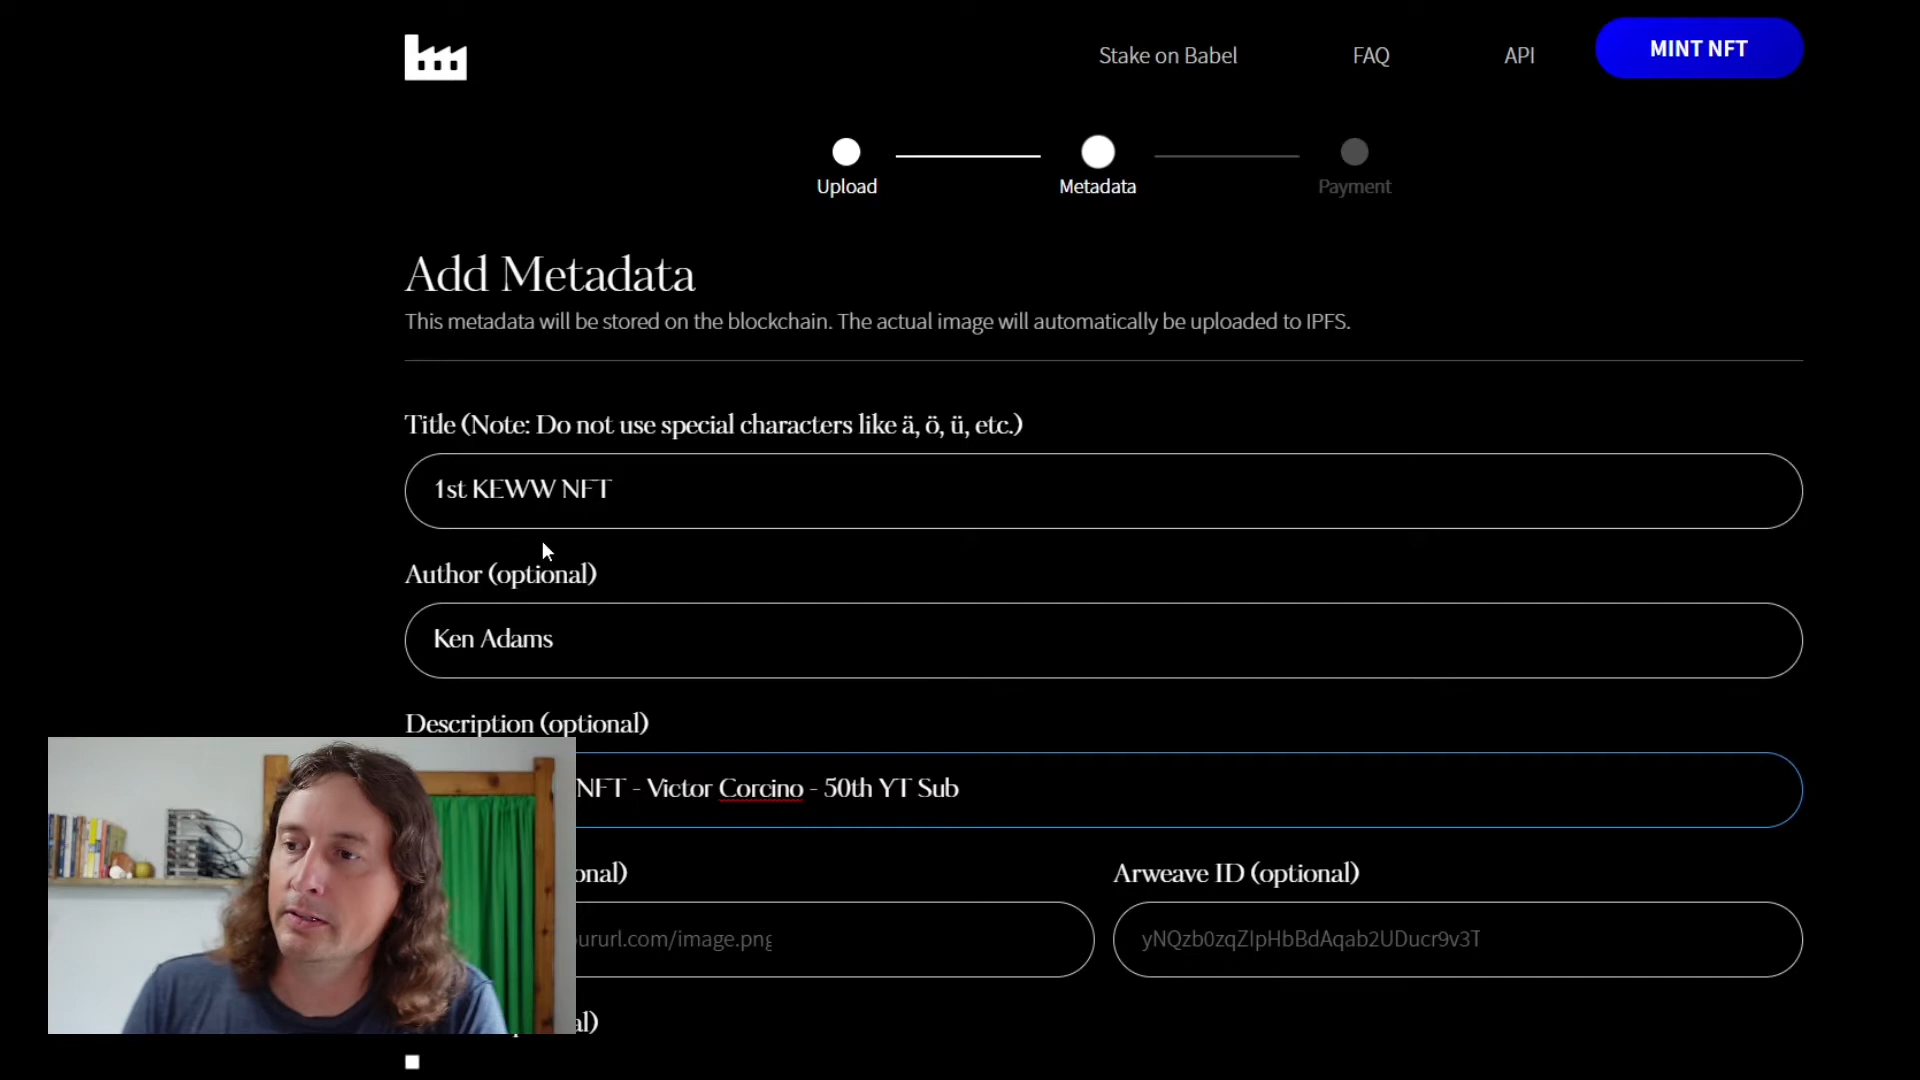 Stake on Babel FAQ API MINT NFT
Upload Metadata Payment
Add Metadata
This metadata will be stored on the blockchain. The actual image will automatically be uploaded to IPFS.
Title (Note: Do not use special characters like ä, ö, ü, etc.)
1st KEWW NFT
Author (optional)
Ken Adams
Description (optional)
NFT - Victor Corcino - 50th YT Sub
onal) Arweave ID (optional)
ururl.com/image.png yNQzb0zqZIpHbBdAqab2UDucr9v3T
al)